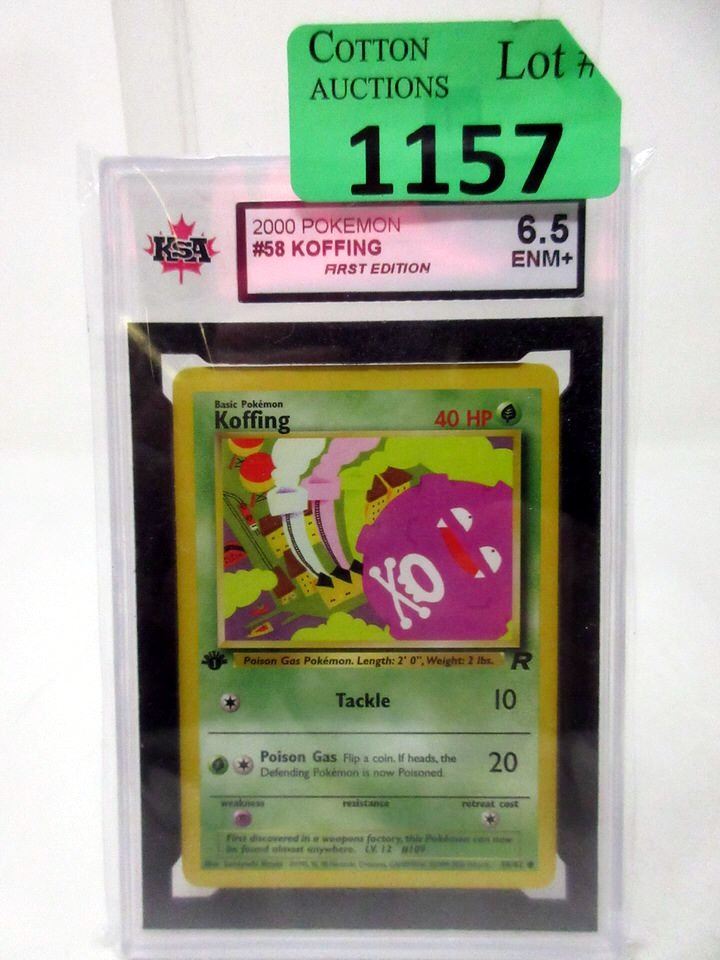 COTTON
AUCTIONS
Lot #
1157
KSA
2000 POKEMON
#58 KOFFING
FIRST EDITION
6.5
ENM+
Basic Pokémon
Koffing
40 HP
1
Poison Gas Pokémon. Length: 2' 0", Weight: 2 lbs.
R
Tackle
10
Poison Gas Flip a coin. If heads, the
Defending Pokémon is now Poisoned.
20
weakness
resistance
retreat cost
First discovered in a weapons factory, this Pokémon can now
be found almost anywhere. LV. 12 #109
58/82